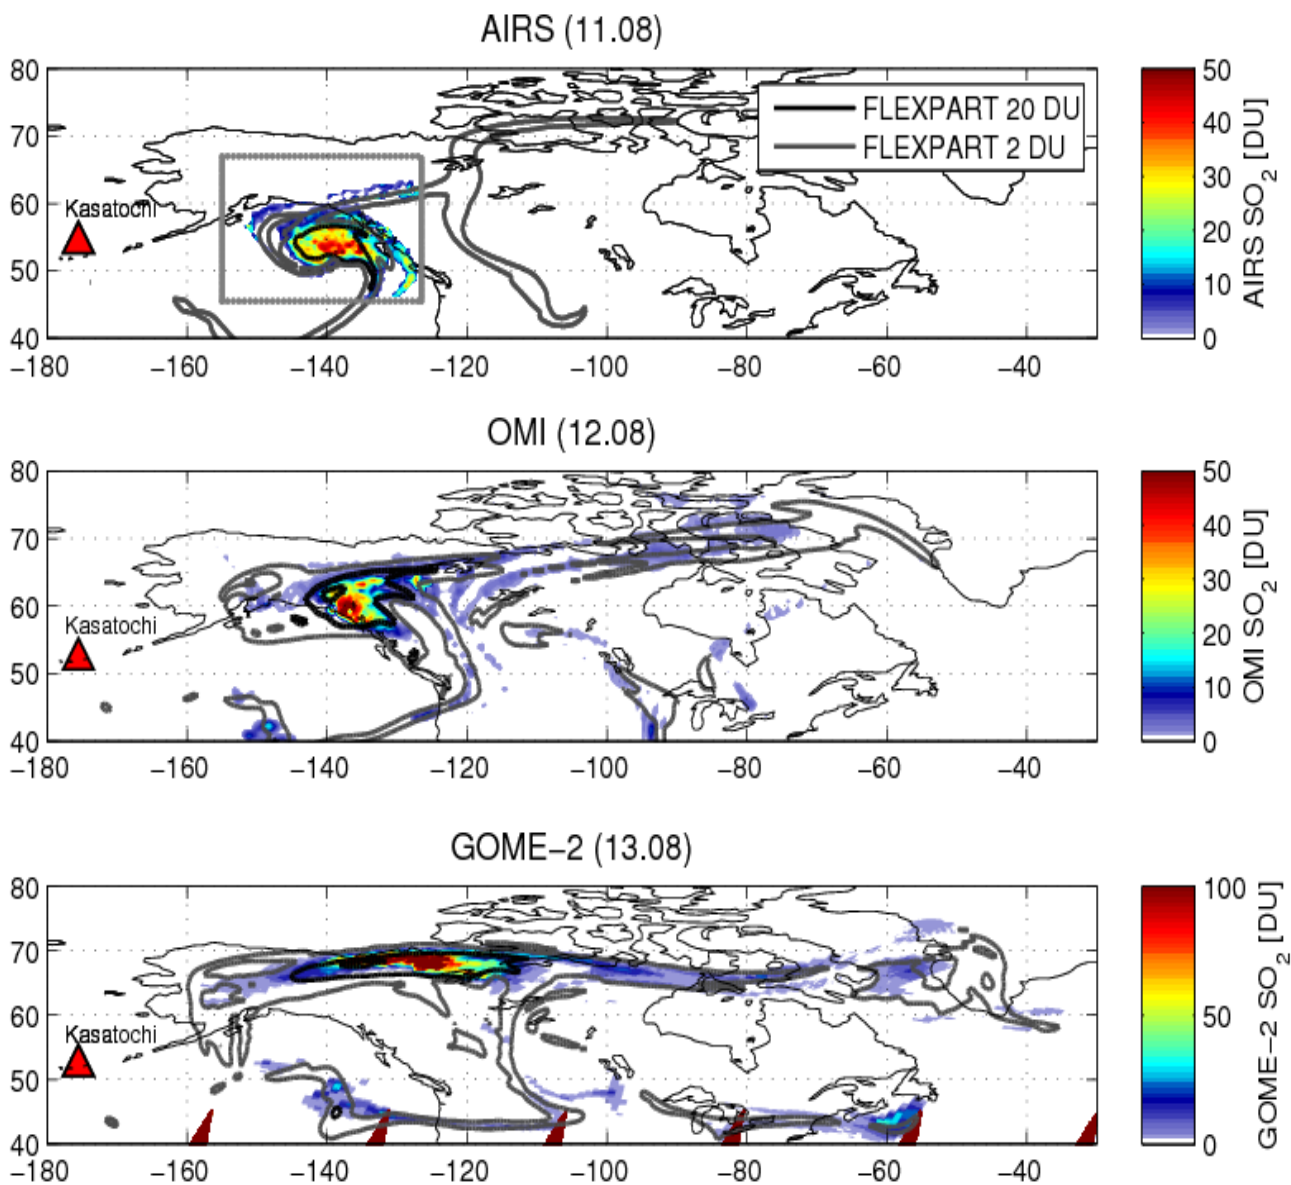 AIRS (11.08)
80
70
60
50
40
−180 −160 −140 −120 −100 −80 −60 −40
Kasatochi
FLEXPART 20 DU
FLEXPART 2 DU
50
40
30
20
10
0
AIRS SO2 [DU]
OMI (12.08)
80
70
60
50
40
−180 −160 −140 −120 −100 −80 −60 −40
Kasatochi
50
40
30
20
10
0
OMI SO2 [DU]
GOME−2 (13.08)
80
70
60
50
40
−180 −160 −140 −120 −100 −80 −60 −40
Kasatochi
100
50
0
GOME−2 SO2 [DU]